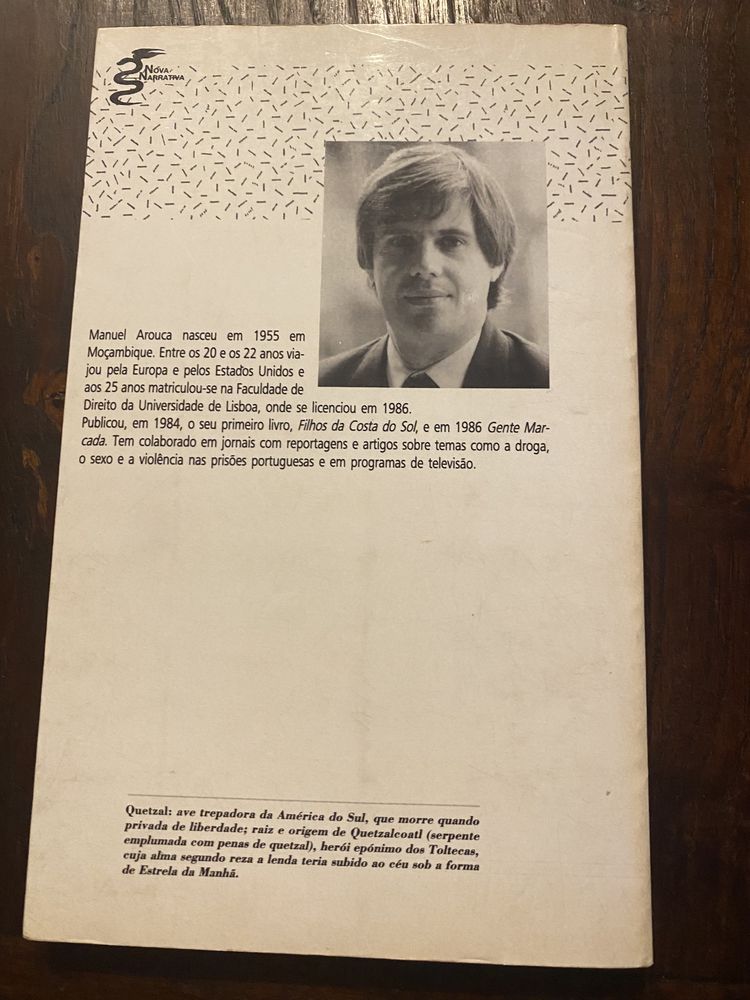 NOVA
NARRATIVA
Manuel Arouca nasceu em 1955 em
Moçambique. Entre os 20 e os 22 anos via-
jou pela Europa e pelos Estados Unidos e
aos 25 anos matriculou-se na Faculdade de
Direito da Universidade de Lisboa, onde se licenciou em 1986.
Publicou, em 1984, o seu primeiro livro, Filhos da Costa do Sol, e em 1986 Gente Mar-
cada. Tem colaborado em jornais com reportagens e artigos sobre temas como a droga,
o sexo e a violência nas prisões portuguesas e em programas de televisão.
Quetzal: ave trepadora da América do Sul, que morre quando
privada de liberdade; raiz e origem de Quetzalcoatl (serpente
emplumada com penas de quetzal), herói epónimo dos Toltecas,
cuja alma segundo reza a lenda teria subido ao céu sob a forma
de Estrela da Manhã.